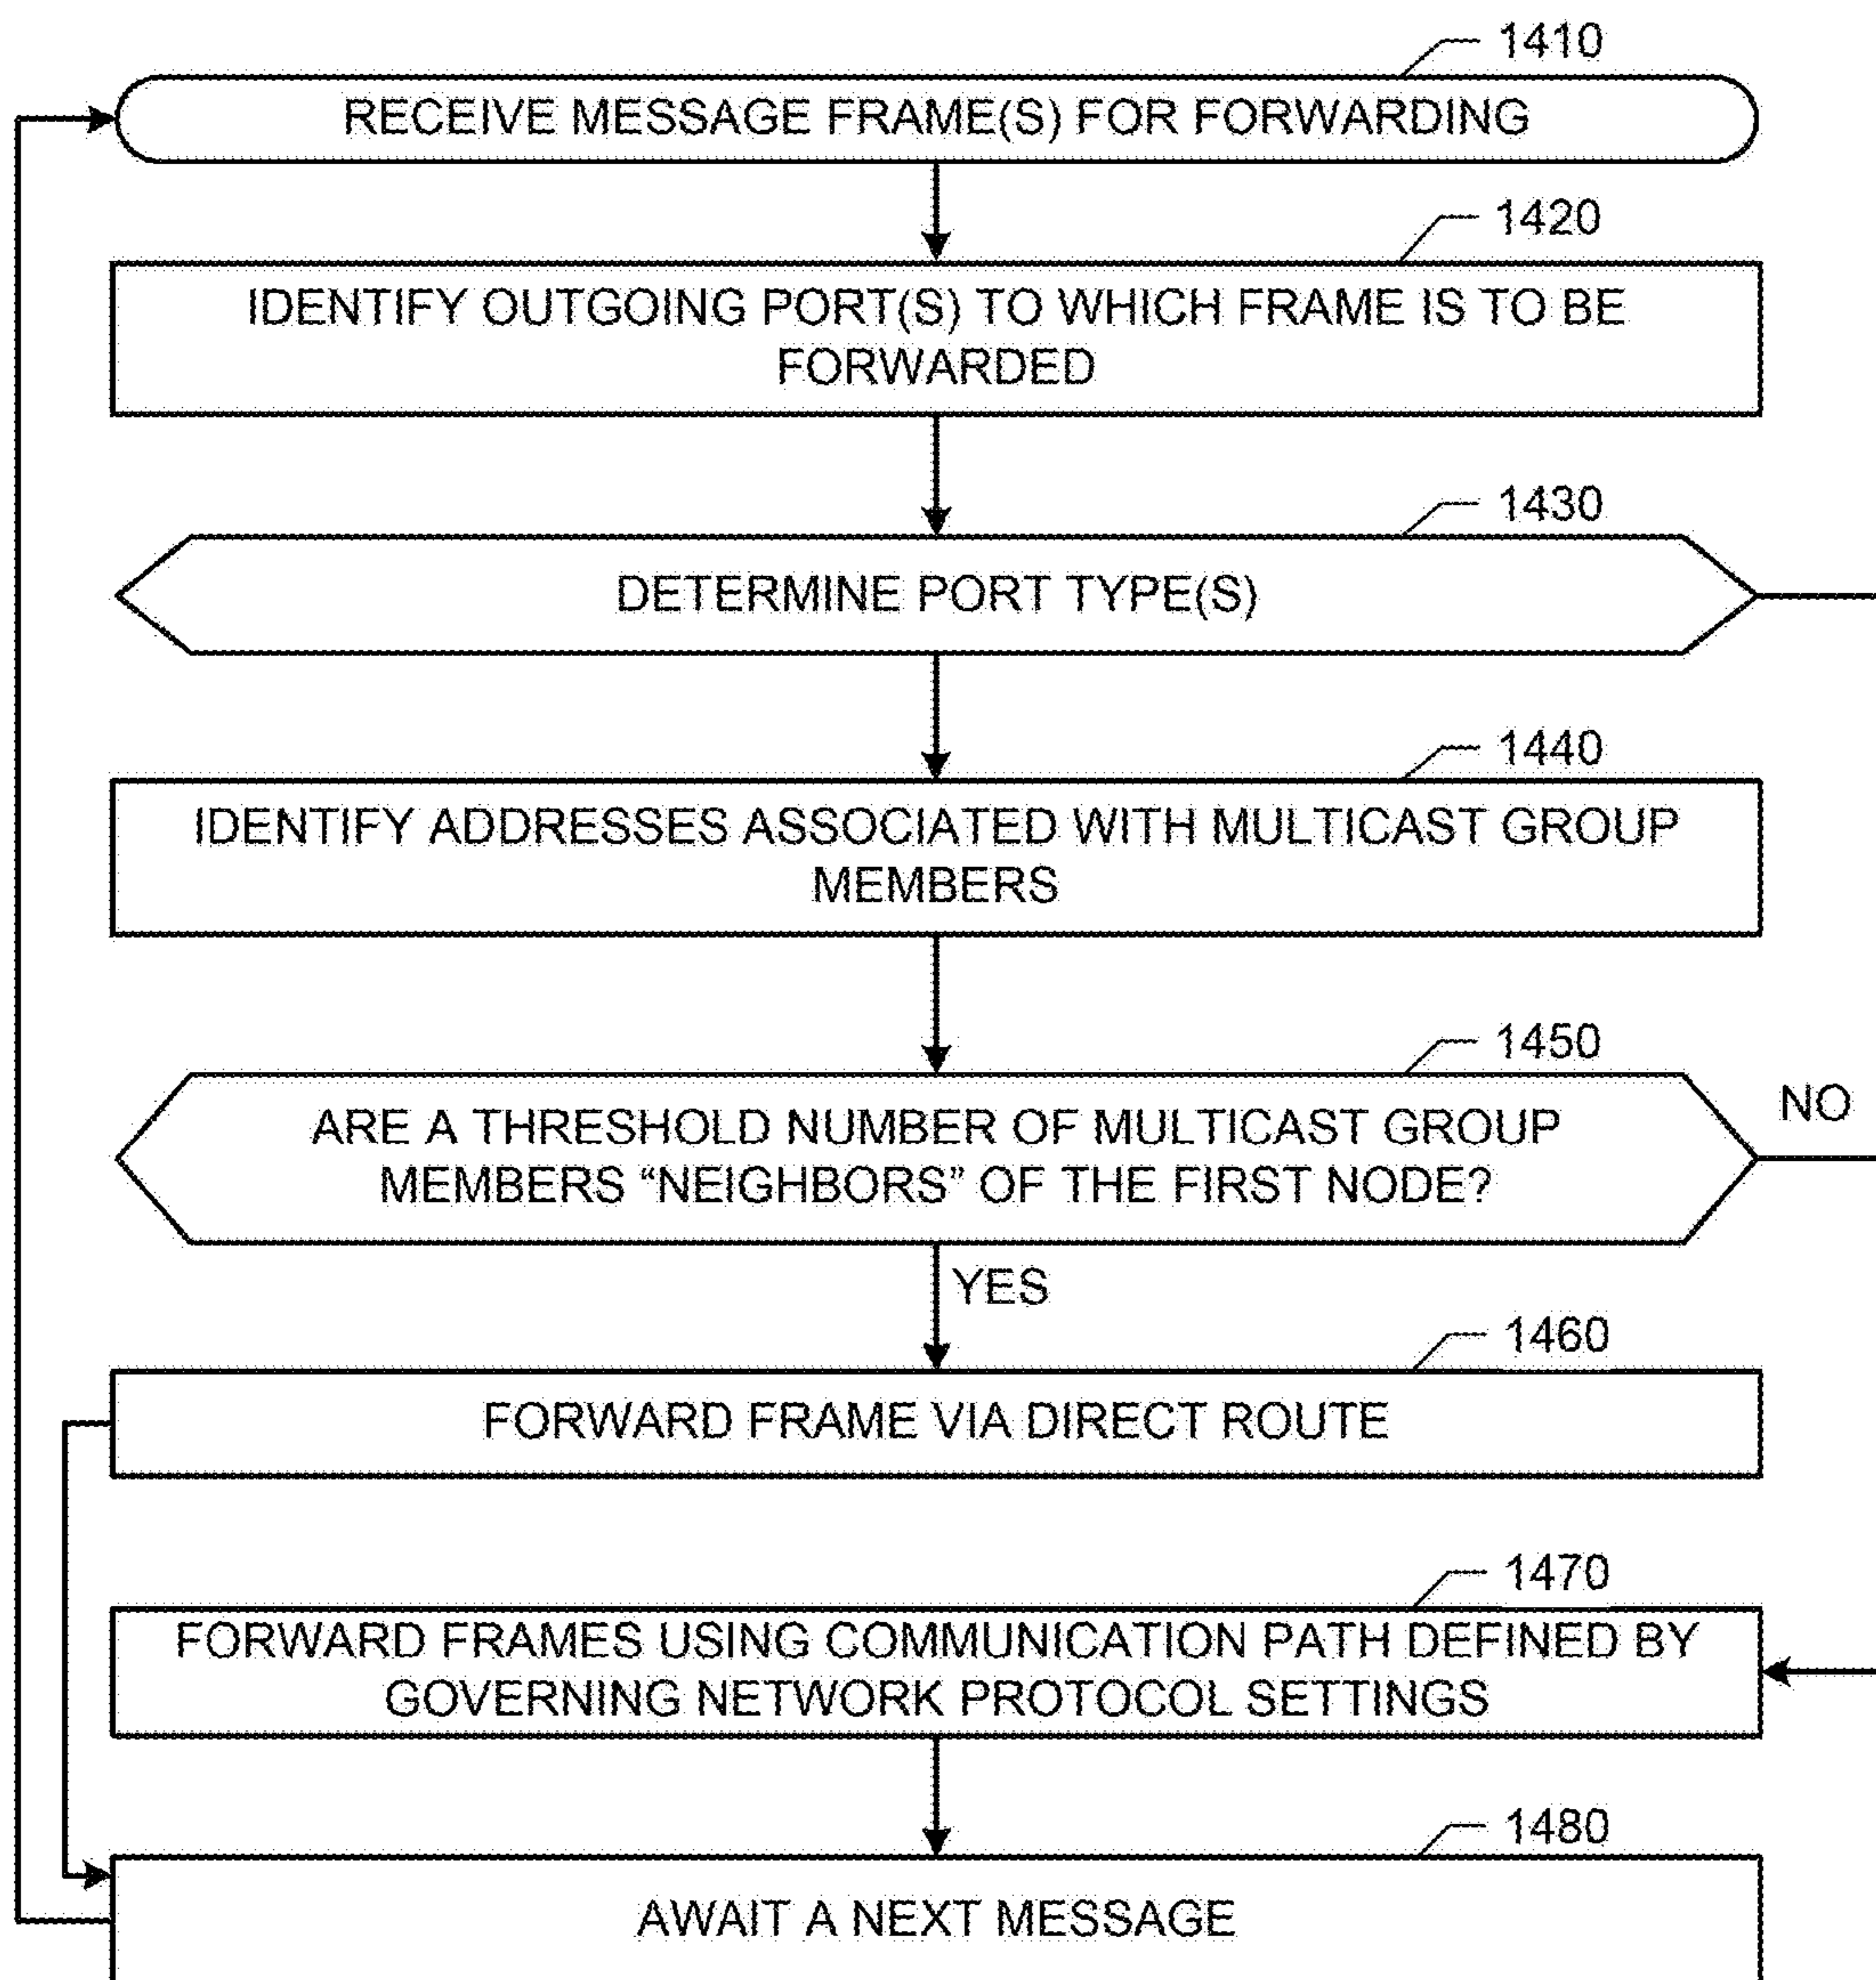 1410
RECEIVE MESSAGE FRAME(S) FOR FORWARDING
1420
IDENTIFY OUTGOING PORT(S) TO WHICH FRAME IS TO BE
FORWARDED
1430
DETERMINE PORT TYPE(S)
1440
IDENTIFY ADDRESSES ASSOCIATED WITH MULTICAST GROUP
MEMBERS
1450
ARE A THRESHOLD NUMBER OF MULTICAST GROUP
MEMBERS “NEIGHBORS” OF THE FIRST NODE?
NO
YES
1460
FORWARD FRAME VIA DIRECT ROUTE
1470
FORWARD FRAMES USING COMMUNICATION PATH DEFINED BY
GOVERNING NETWORK PROTOCOL SETTINGS
1480
AWAIT A NEXT MESSAGE